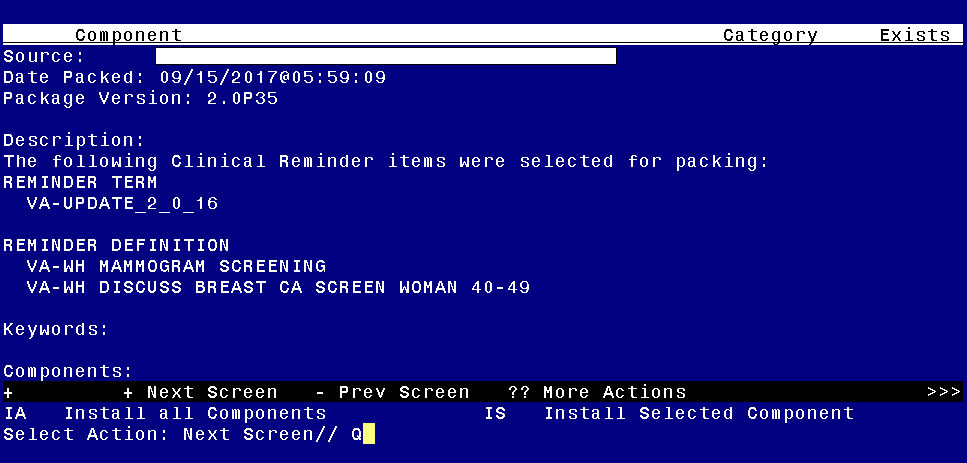 Component Category Exists
Source:
Date Packed: 09/15/2017@05:59:09
Package Version: 2.0P35
Description:
The following Clinical Reminder items were selected for packing:
REMINDER TERM
VA-UPDATE_2_0_16
REMINDER DEFINITION
VA-WH MAMMOGRAM SCREENING
VA-WH DISCUSS BREAST CA SCREEN WOMAN 40-49
Keywords:
Components:
+ + Next Screen - Prev Screen ?? More Actions >>>
IA Install all Components IS Install Selected Component
Select Action: Next Screen// Q